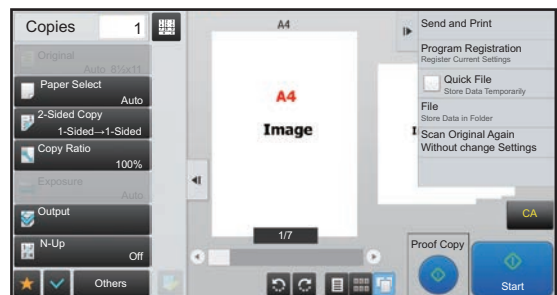 Copies 1
Original
Auto 8½x11
Paper Select
Auto
2-Sided Copy
1-Sided→1-Sided
Copy Ratio
100%
Exposure
Auto
Output
N-Up
Off
Others
A4
A4
Image
I
1/7
Send and Print
Program Registration
Register Current Settings
Quick File
Store Data Temporarily
File
Store Data in Folder
Scan Original Again
Without change Settings
CA
Proof Copy
Start